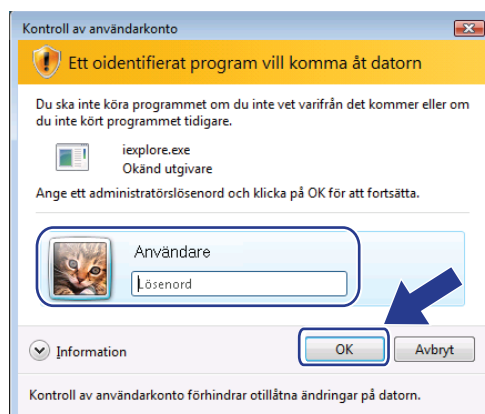 Kontroll av användarkonto
Ett oidentifierat program vill komma åt datorn
Du ska inte köra programmet om du inte vet varifrån det kommer eller om
du inte kört programmet tidigare.
iexplore.exe
Okänd utgivare
Ange ett administratörslösenord och klicka på OK för att fortsätta.
Användare
Lösenord
Information
OK
Avbryt
Kontroll av användarkonto förhindrar otillåtna ändringar på datorn.